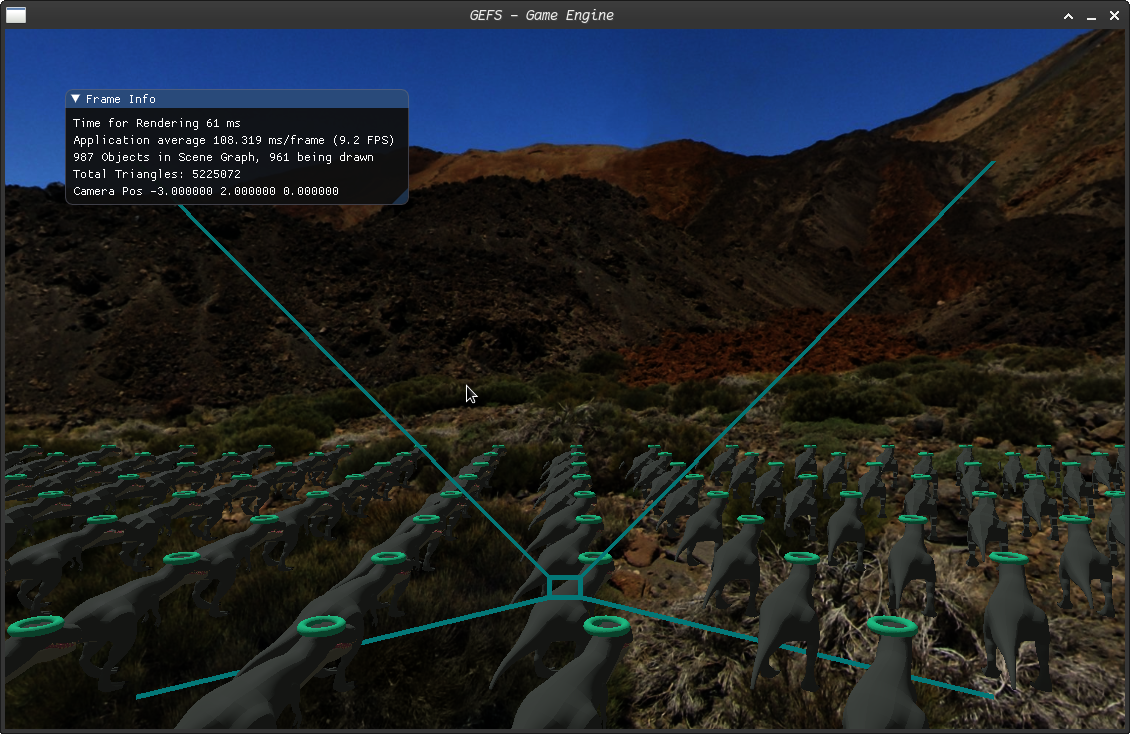 GEFS – Game Engine
Frame Info
Time for Rendering 61 ms
Application average 108.319 ms/frame (9.2 FPS)
987 Objects in Scene Graph, 961 being drawn
Total Triangles: 5225072
Camera Pos -3.000000 2.000000 0.000000